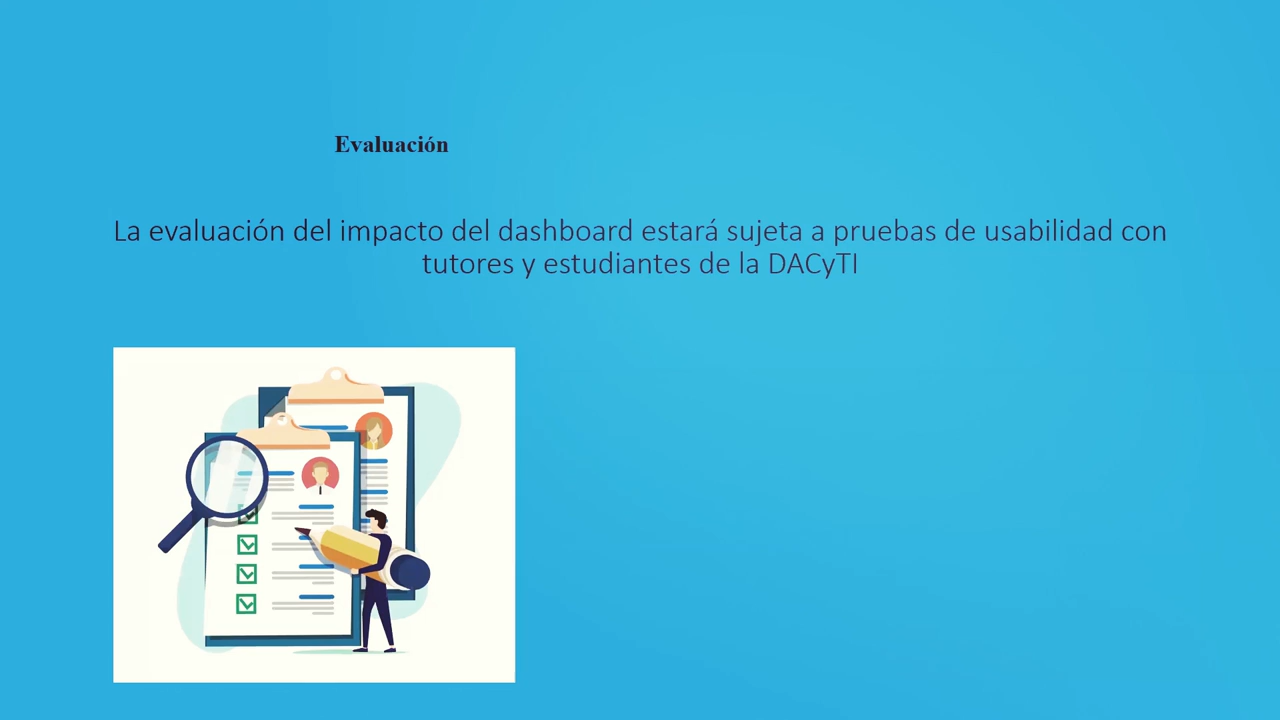 Evaluación
La evaluación del impacto del dashboard estará sujeta a pruebas de usabilidad con
tutores y estudiantes de la DACyTI